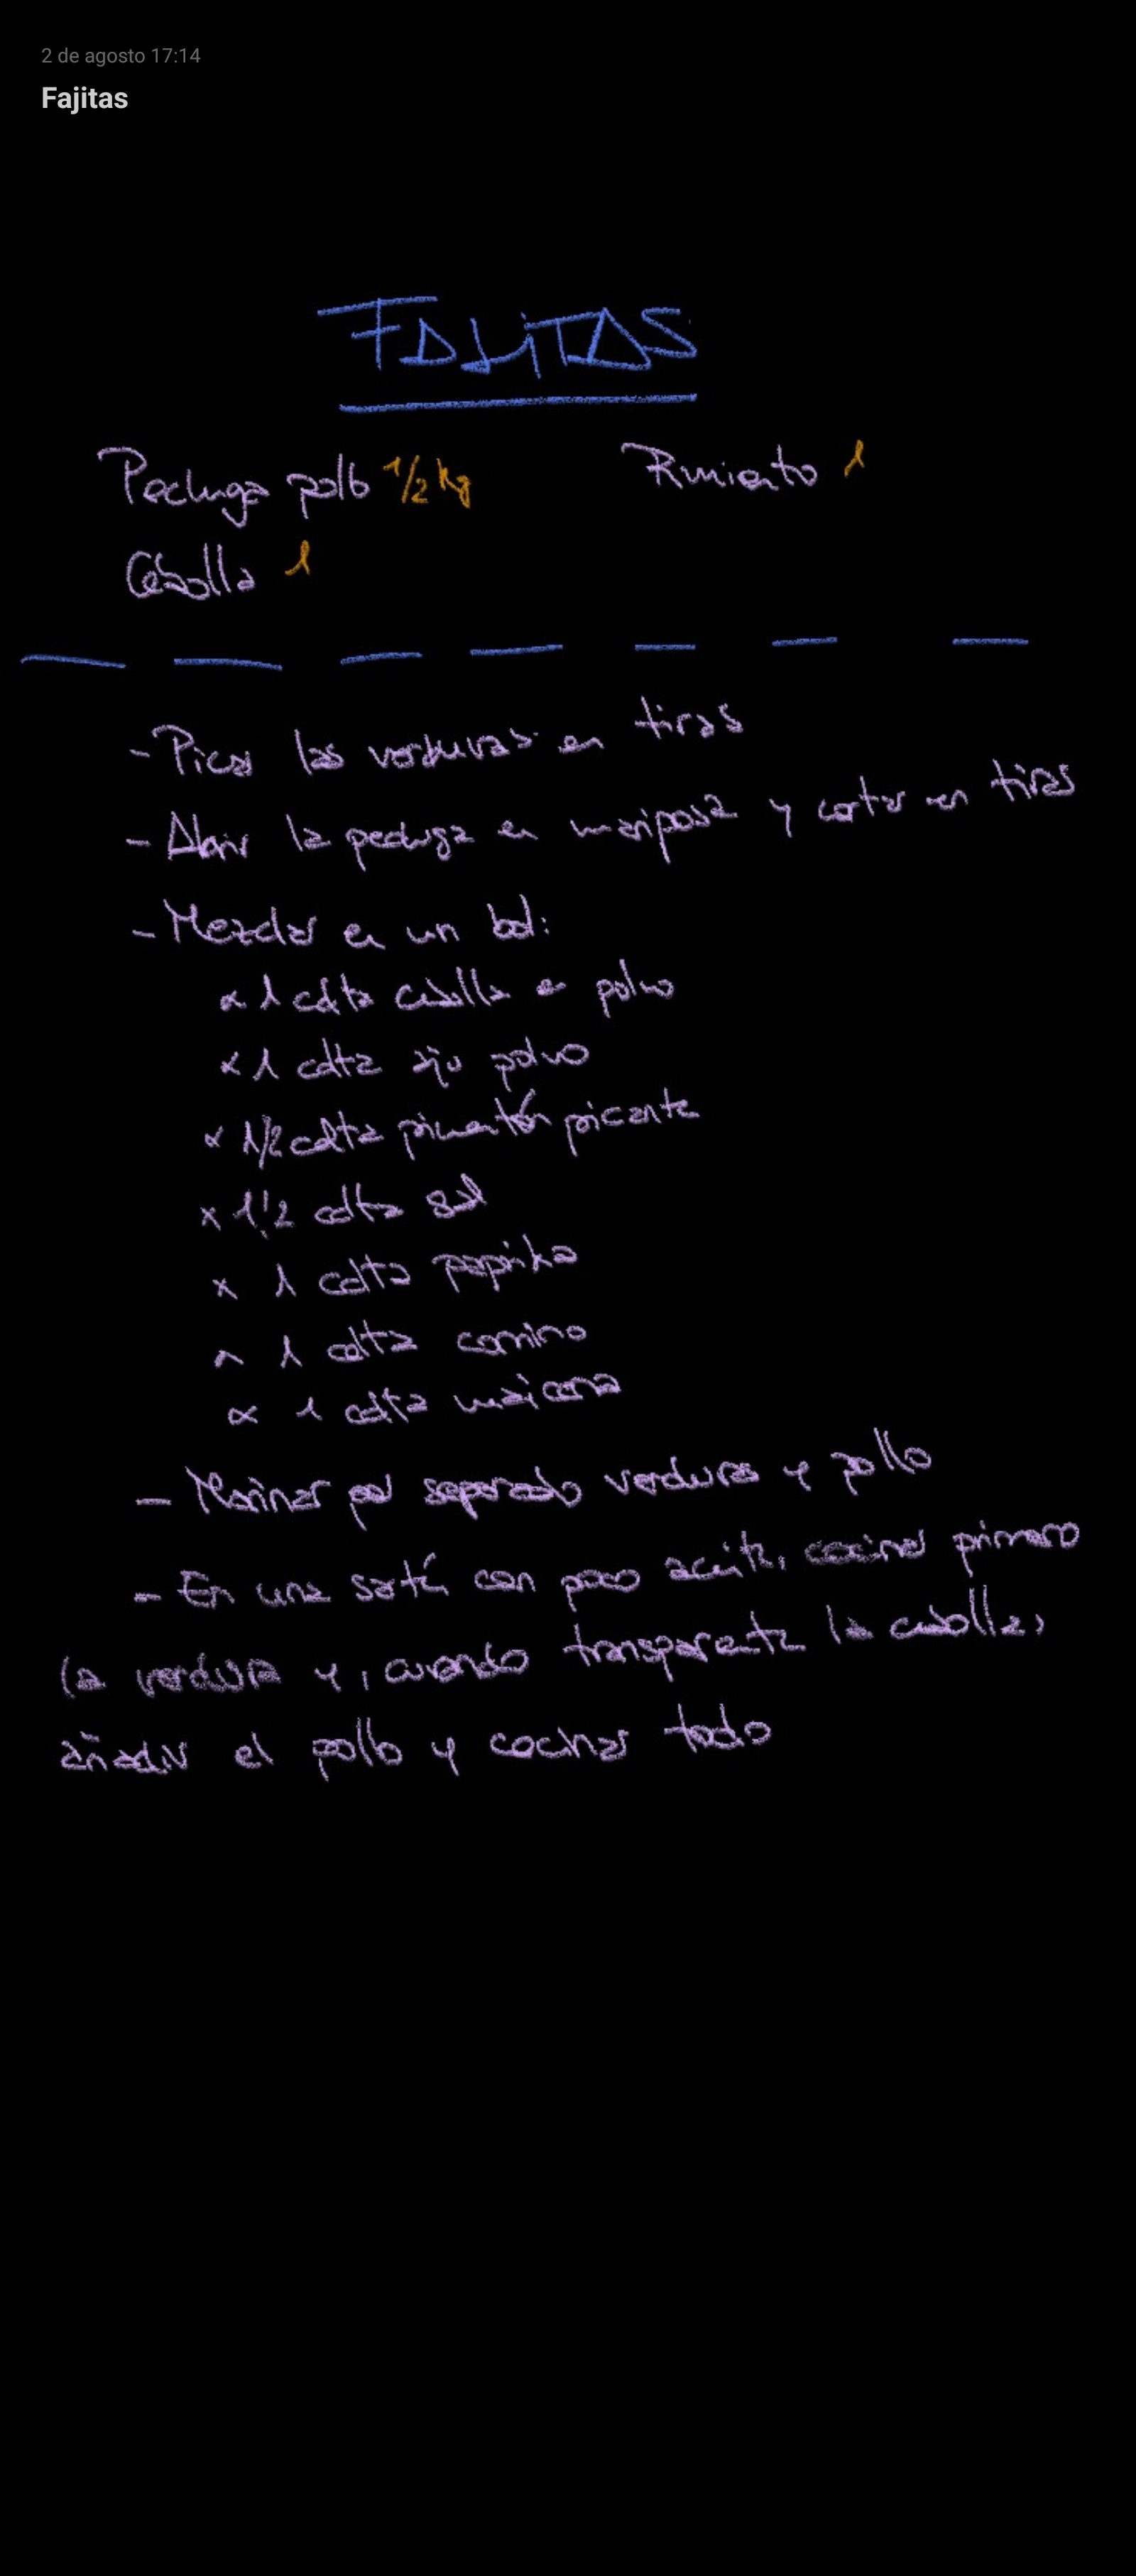 2 de agosto 17:14
Fajitas
FAJITAS
Pechuga pollo 1/2 kg Pimiento 1
Cebolla 1
- Picar las verduras en tiras
- Abrir la pechuga en mariposa y cortar en tiras
- Mezclar en un bol:
x 1 cdta cebolla en polvo
x 1 cdta ajo polvo
x 1/2 cdta pimentón picante
x 1/2 cdta sal
x 1 cdta paprika
x 1 cdta comino
x 1 cdta maicena
- Marinar por separado verduras y pollo
- En una sartén con poco aceite, cocinar primero
la verdura y, cuando transparente la cebolla,
añadir el pollo y cocinar todo